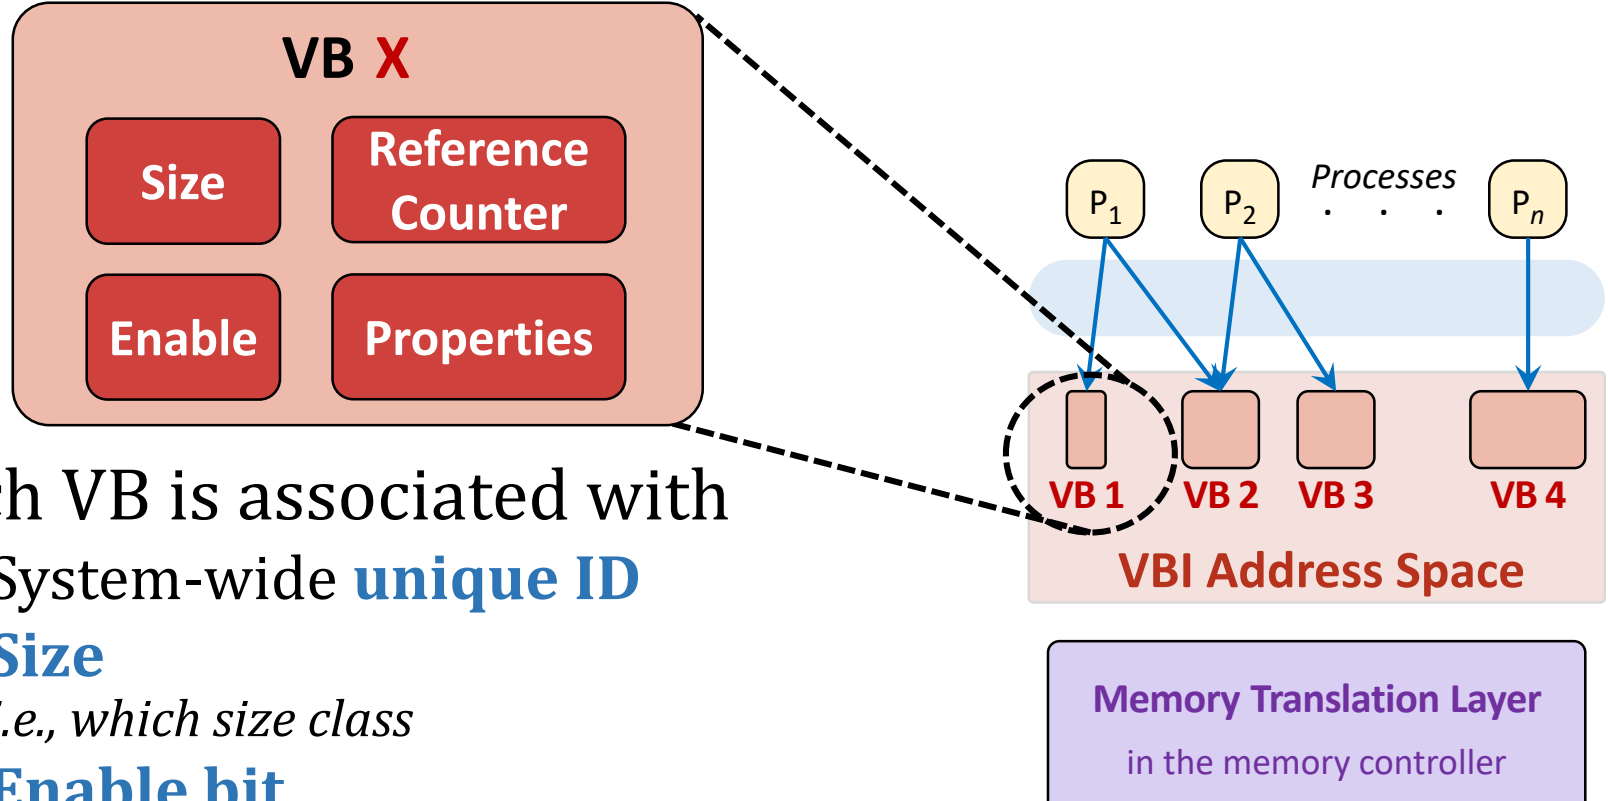 VB X
Size
Reference
Counter
Enable
Properties
ch VB is associated with
System-wide unique ID
Size
i.e., which size class
Enable bit
Processes
P1
P2
. . .
Pn
VB 1
VB 2
VB 3
VB 4
VBI Address Space
Memory Translation Layer
in the memory controller